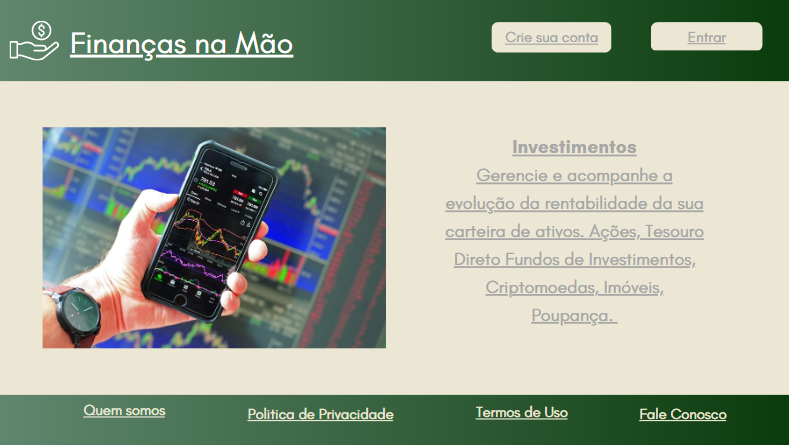 Finanças na Mão
Crie sua conta
Entrar
Investimentos
Gerencie e acompanhe a
evolução da rentabilidade da sua
carteira de ativos. Ações, Tesouro
Direto Fundos de Investimentos,
Criptomoedas, Imóveis,
Poupança.
Quem somos
Politica de Privacidade
Termos de Uso
Fale Conosco